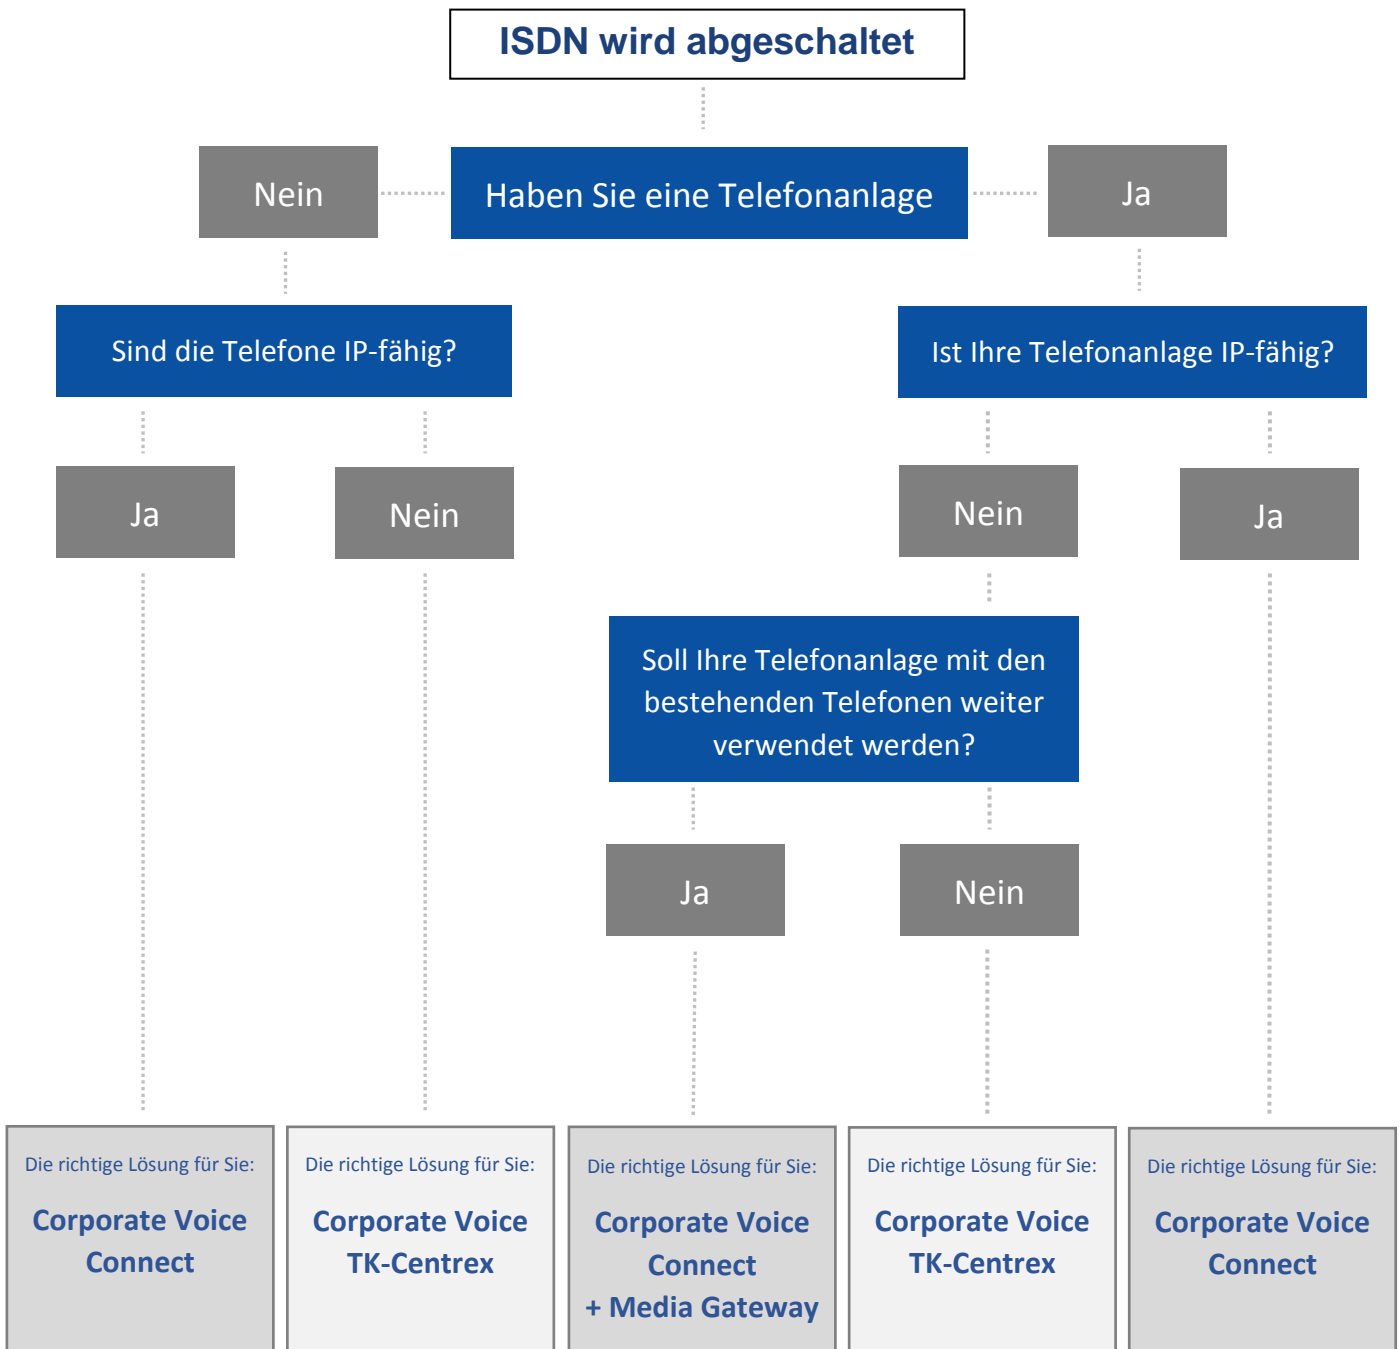 ISDN wird abgeschaltet
Nein
Haben Sie eine Telefonanlage
Ja
Sind die Telefone IP-fähig?
Ist Ihre Telefonanlage IP-fähig?
Ja
Nein
Nein
Ja
Soll Ihre Telefonanlage mit den
bestehenden Telefonen weiter
verwendet werden?
Ja
Nein
Die richtige Lösung für Sie:
Corporate Voice
Connect
Die richtige Lösung für Sie:
Corporate Voice
TK-Centrex
Die richtige Lösung für Sie:
Corporate Voice
Connect
+ Media Gateway
Die richtige Lösung für Sie:
Corporate Voice
TK-Centrex
Die richtige Lösung für Sie:
Corporate Voice
Connect